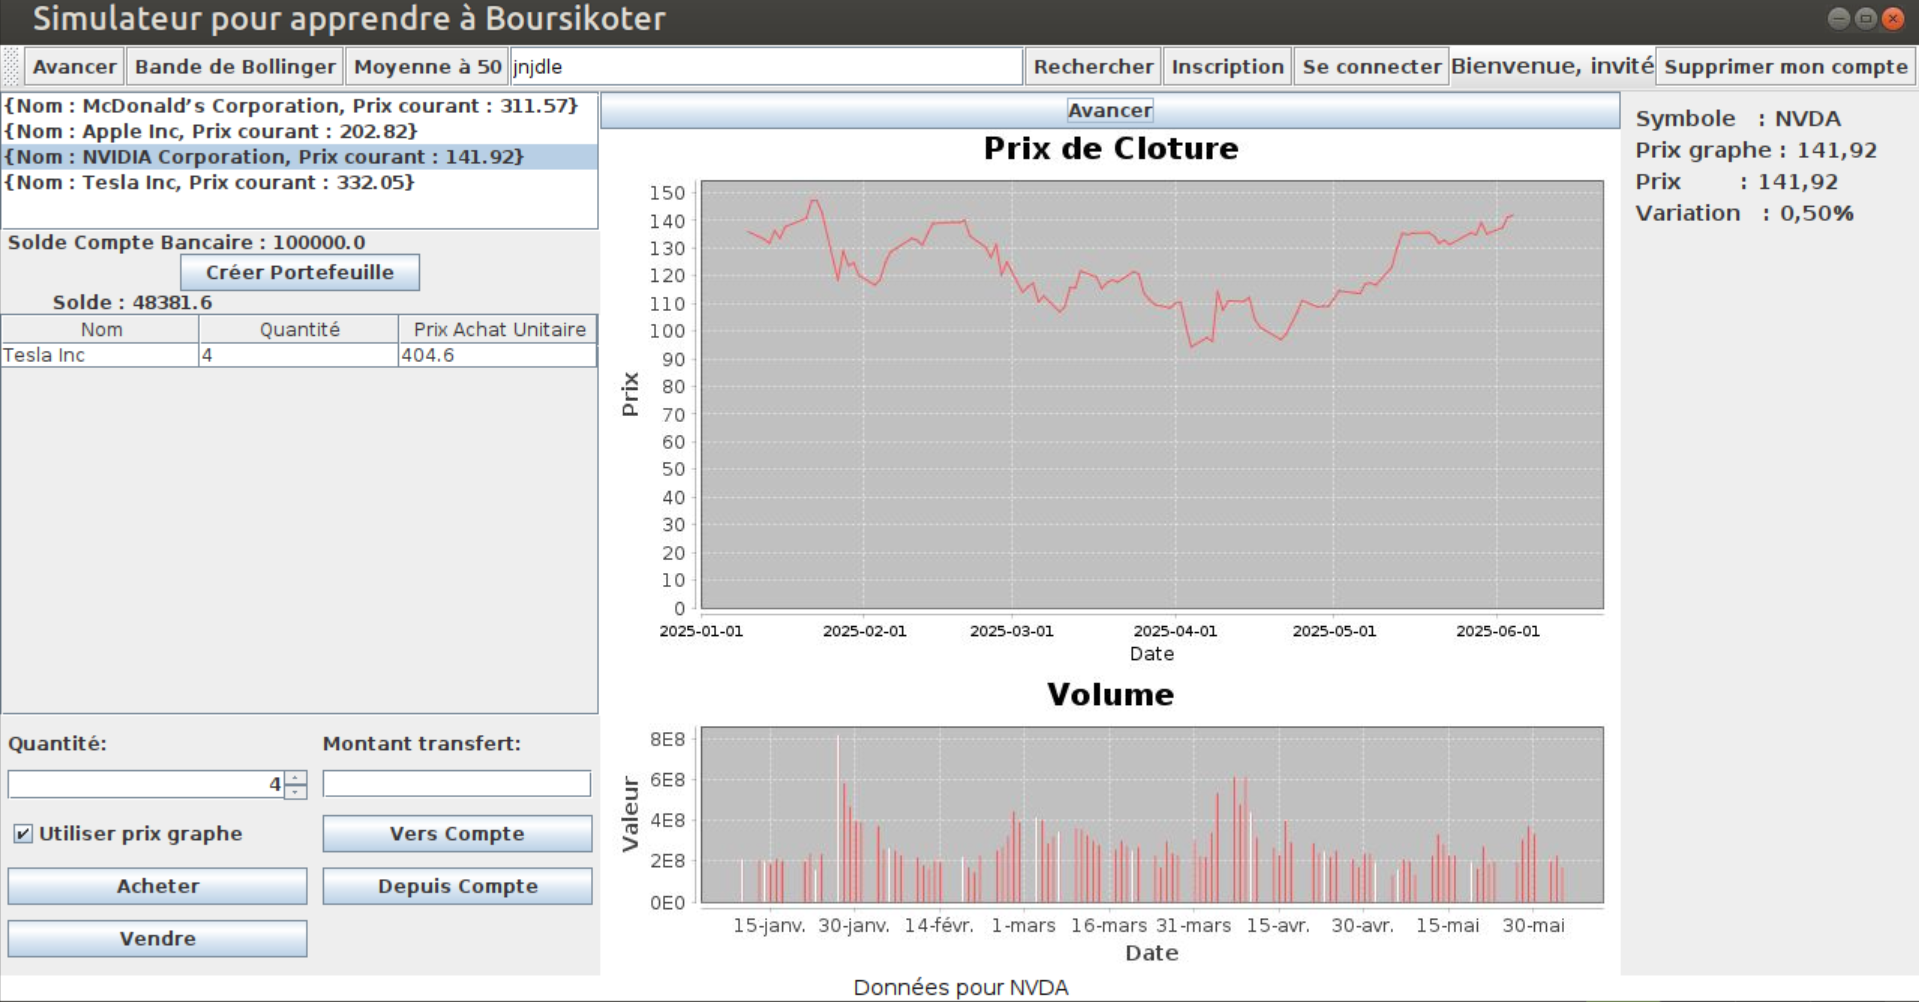 Simulateur pour apprendre à Boursikoter
Avancer Bande de Bollinger Moyenne à 50 jnjdle Rechercher Inscription Se connecter Bienvenue, invité Supprimer mon compte
{Nom : McDonald’s Corporation, Prix courant : 311.57}
{Nom : Apple Inc, Prix courant : 202.82}
{Nom : NVIDIA Corporation, Prix courant : 141.92}
{Nom : Tesla Inc, Prix courant : 332.05}
Solde Compte Bancaire : 100000.0
Créer Portefeuille
Solde : 48381.6
Nom Quantité Prix Achat Unitaire
Tesla Inc 4 404.6
Quantité: Montant transfert:
4
Utiliser prix graphe Vers Compte
Acheter Depuis Compte
Vendre
Avancer
Prix de Cloture
Prix
150
140
130
120
110
100
90
80
70
60
50
40
30
20
10
0
2025-01-01 2025-02-01 2025-03-01 2025-04-01 2025-05-01 2025-06-01
Date
Volume
Valeur
8E8
6E8
4E8
2E8
0E0
15-janv. 30-janv. 14-févr. 1-mars 16-mars 31-mars 15-avr. 30-avr. 15-mai 30-mai
Date
Symbole : NVDA
Prix graphe : 141,92
Prix : 141,92
Variation : 0,50%
Données pour NVDA